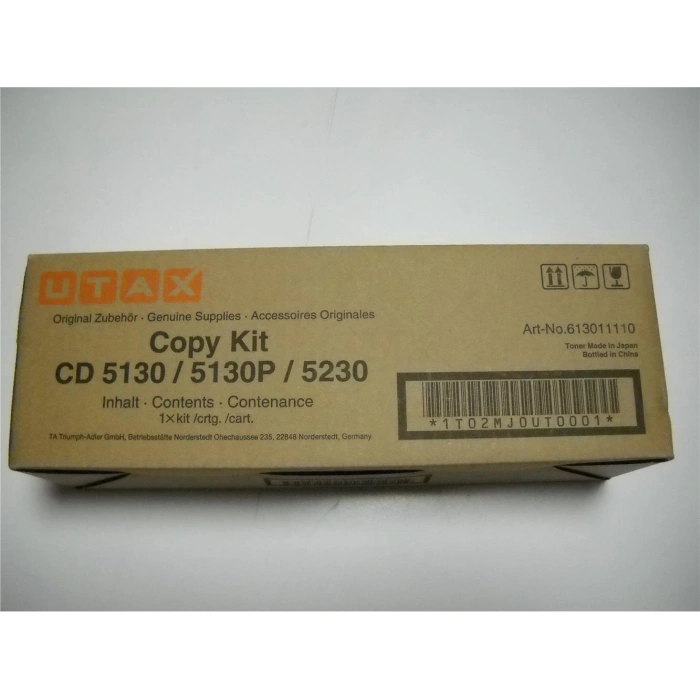 UTAX
Original Zubehör · Genuine Supplies · Accessoires Originales
Copy Kit
CD 5130 / 5130P / 5230
Inhalt · Contents · Contenance
1×kit /crtg. /cart.
TA Triumph-Adler GmbH, Betriebsstätte Norderstedt Ohechaussee 235, 22848 Norderstedt, Germany
Art-No.613011110
Toner Made in Japan
Bottled in China
*1T02MJ0UT0001*